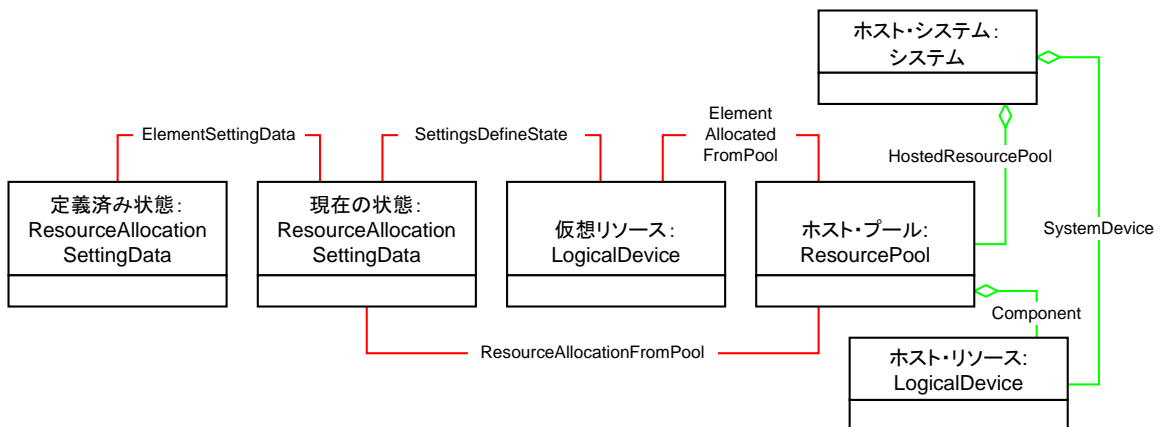 ホスト・システム:
システム
ElementSettingData
SettingsDefineState
Element
Allocated
FromPool
HostedResourcePool
定義済み状態:
ResourceAllocation
SettingData
現在の状態:
ResourceAllocation
SettingData
仮想リソース:
LogicalDevice
ホスト・プール:
ResourcePool
SystemDevice
Component
ResourceAllocationFromPool
ホスト・リソース:
LogicalDevice